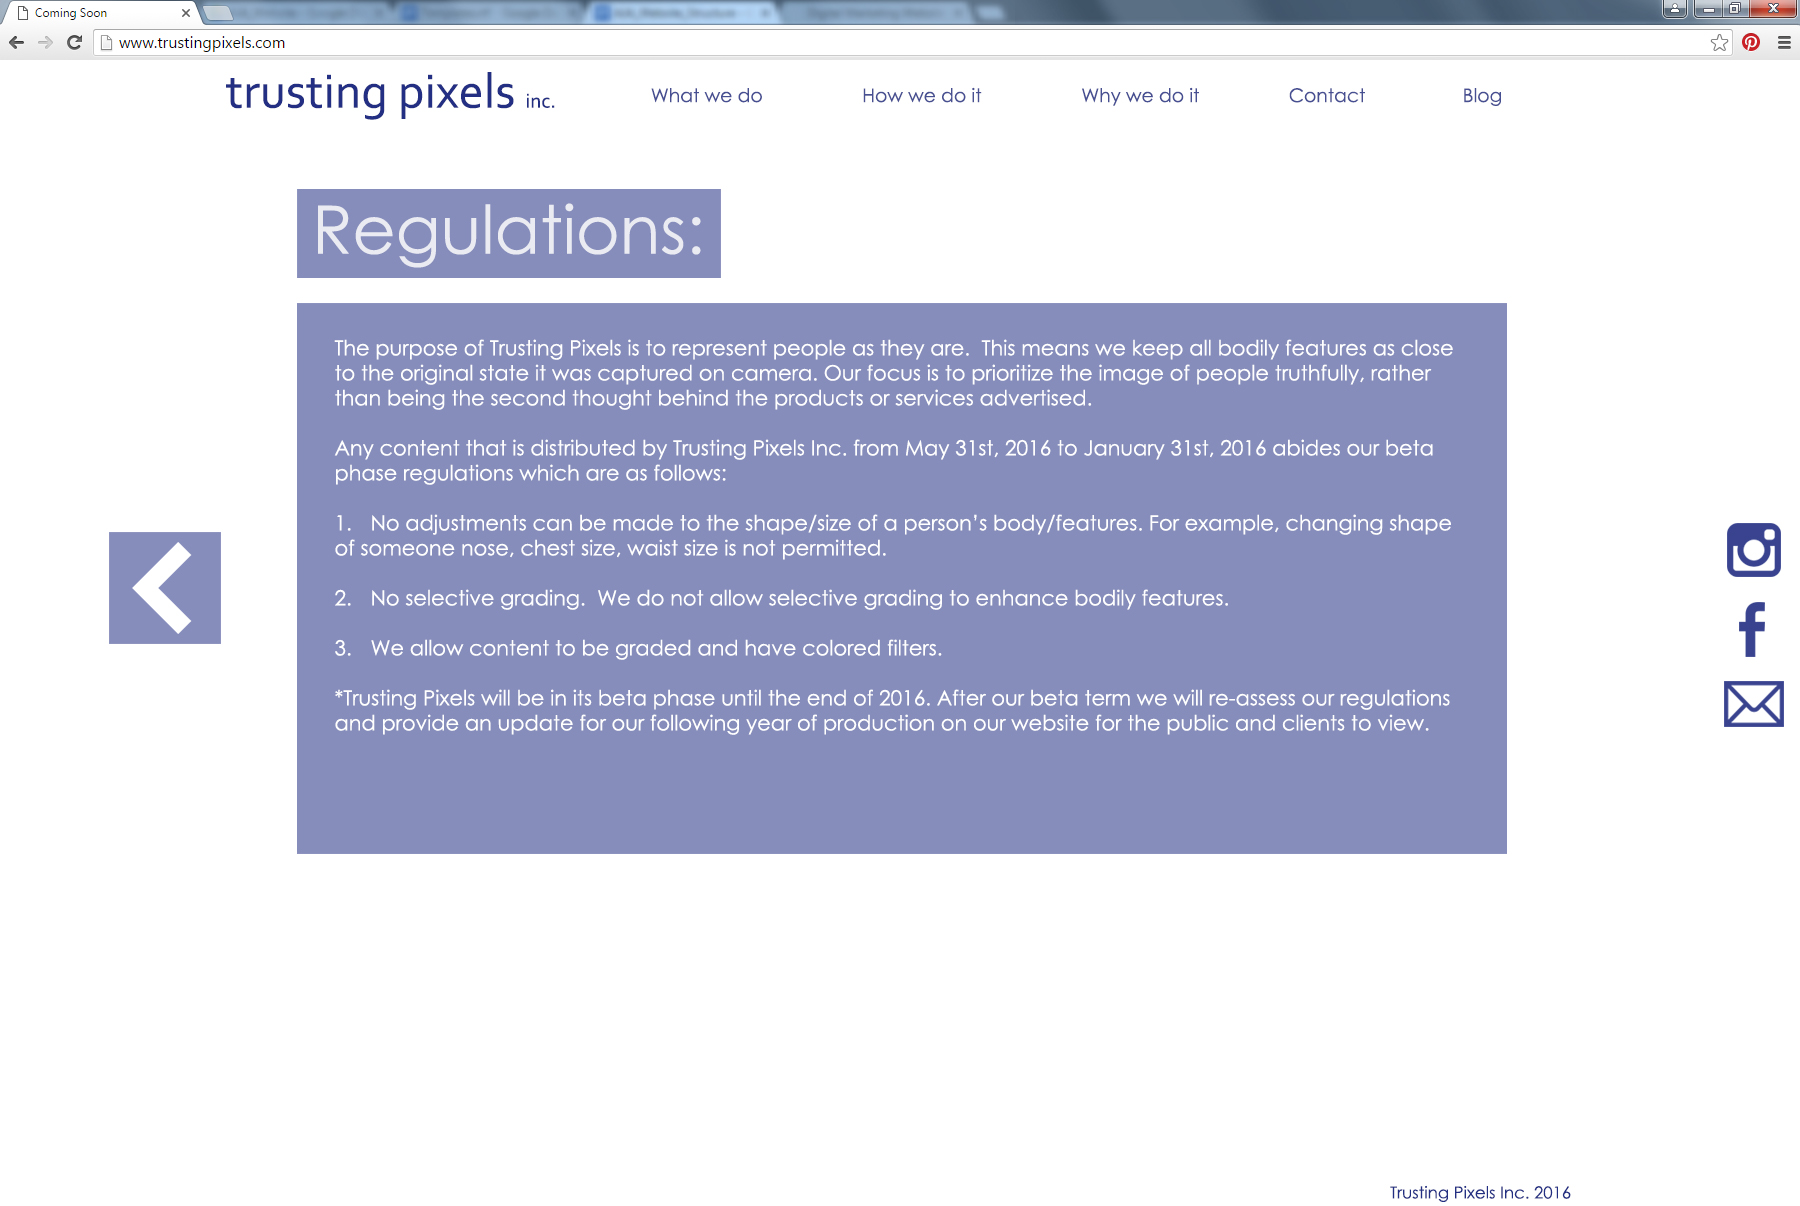 Coming Soon
www.trustingpixels.com
trusting pixels inc.
What we do
How we do it
Why we do it
Contact
Blog
Regulations:
The purpose of Trusting Pixels is to represent people as they are.  This means we keep all bodily features as close
to the original state it was captured on camera. Our focus is to prioritize the image of people truthfully, rather
than being the second thought behind the products or services advertised.
Any content that is distributed by Trusting Pixels Inc. from May 31st, 2016 to January 31st, 2016 abides our beta
phase regulations which are as follows:
1.   No adjustments can be made to the shape/size of a person’s body/features. For example, changing shape
of someone nose, chest size, waist size is not permitted.
2.   No selective grading.  We do not allow selective grading to enhance bodily features.
3.   We allow content to be graded and have colored filters.
*Trusting Pixels will be in its beta phase until the end of 2016. After our beta term we will re-assess our regulations
and provide an update for our following year of production on our website for the public and clients to view.
Trusting Pixels Inc. 2016